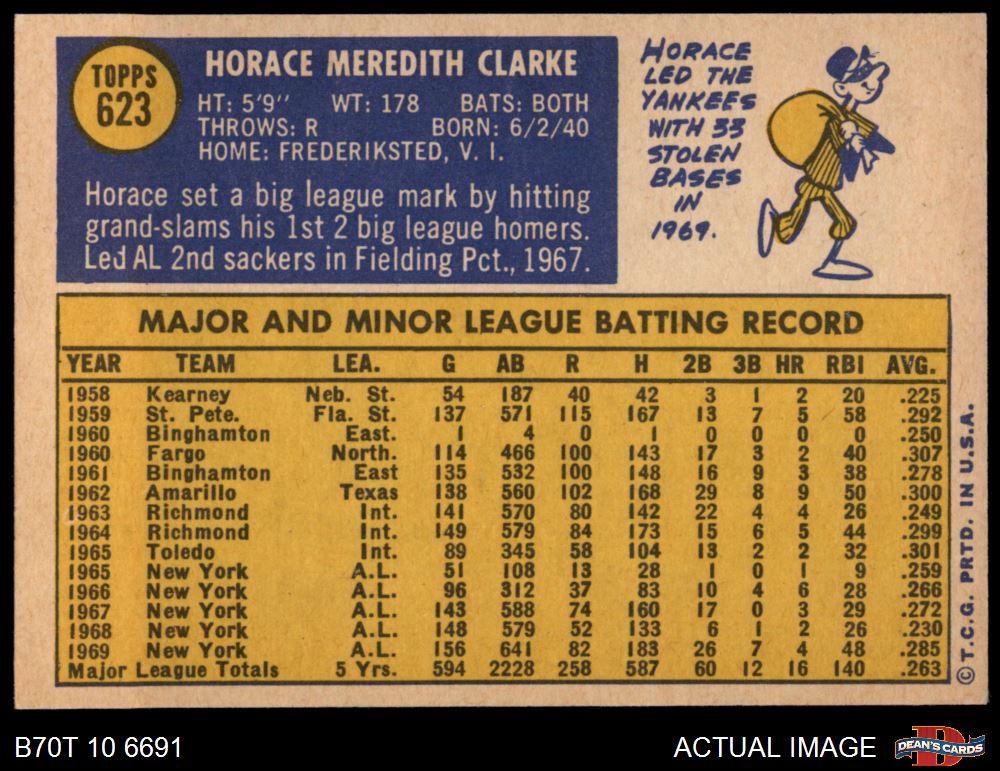 TOPPS
623
HORACE MEREDITH CLARKE
HT: 5'9" WT: 178 BATS: BOTH
THROWS: R BORN: 6/2/40
HOME: FREDERIKSTED, V. I.
Horace set a big league mark by hitting
grand-slams his 1st 2 big league homers.
Led AL 2nd sackers in Fielding Pct., 1967.
HORACE
LED THE
YANKEES
WITH 33
STOLEN
BASES
IN
1969.
MAJOR AND MINOR LEAGUE BATTING RECORD
YEAR TEAM LEA. G AB R H 2B 3B HR RBI AVG.
1958 Kearney Neb. St. 54 187 40 42 3 1 2 20 .225
1959 St. Pete. Fla. St. 137 571 115 167 13 7 5 58 .292
1960 Binghamton East. 1 4 0 1 0 0 0 0 .250
1960 Fargo North. 114 466 100 143 17 3 2 40 .307
1961 Binghamton East 135 532 100 148 16 9 3 38 .278
1962 Amarillo Texas 138 560 102 168 29 8 9 50 .300
1963 Richmond Int. 141 570 80 142 22 4 4 26 .249
1964 Richmond Int. 149 579 84 173 15 6 5 44 .299
1965 Toledo Int. 89 345 58 104 13 2 2 32 .301
1965 New York A.L. 51 108 13 28 1 0 1 9 .259
1966 New York A.L. 96 312 37 83 10 4 6 28 .266
1967 New York A.L. 143 588 74 160 17 0 3 29 .272
1968 New York A.L. 148 579 52 133 6 1 2 26 .230
1969 New York A.L. 156 641 82 183 26 7 4 48 .285
Major League Totals 5 Yrs. 594 2228 258 587 60 12 16 140 .263
© T.C.G. PRTD. IN U.S.A.
B70T 10 6691
ACTUAL IMAGE
DEAN'S CARDS